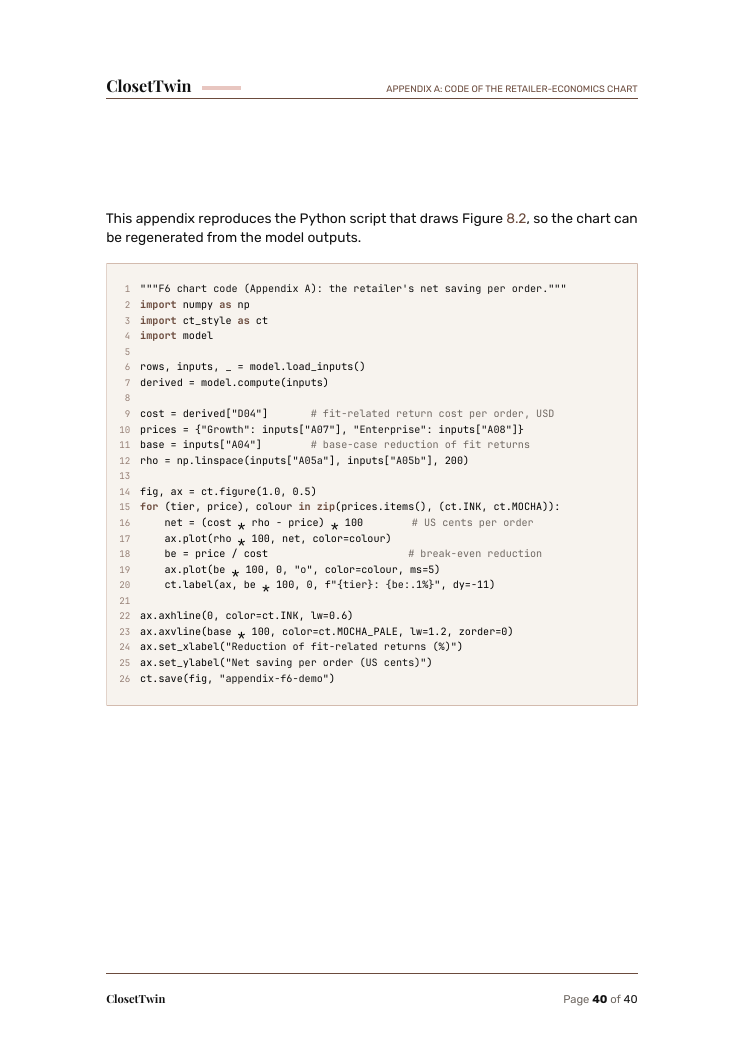 ClosetTwin
APPENDIX A: CODE OF THE RETAILER-ECONOMICS CHART
This appendix reproduces the Python script that draws Figure 8.2, so the chart can
be regenerated from the model outputs.
1 """F6 chart code (Appendix A): the retailer's net saving per order."""
2 import numpy as np
3 import ct_style as ct
4 import model
5
6 rows, inputs, _ = model.load_inputs()
7 derived = model.compute(inputs)
8
9 cost = derived["D04"]       # fit-related return cost per order, USD
10 prices = {"Growth": inputs["A07"], "Enterprise": inputs["A08"]}
11 base = inputs["A04"]        # base-case reduction of fit returns
12 rho = np.linspace(inputs["A05a"], inputs["A05b"], 200)
13
14 fig, ax = ct.figure(1.0, 0.5)
15 for (tier, price), colour in zip(prices.items(), (ct.INK, ct.MOCHA)):
16     net = (cost * rho - price) * 100        # US cents per order
17     ax.plot(rho * 100, net, color=colour)
18     be = price / cost                       # break-even reduction
19     ax.plot(be * 100, 0, "o", color=colour, ms=5)
20     ct.label(ax, be * 100, 0, f"{tier}: {be:.1%}", dy=-11)
21
22 ax.axhline(0, color=ct.INK, lw=0.6)
23 ax.axvline(base * 100, color=ct.MOCHA_PALE, lw=1.2, zorder=0)
24 ax.set_xlabel("Reduction of fit-related returns (%)")
25 ax.set_ylabel("Net saving per order (US cents)")
26 ct.save(fig, "appendix-f6-demo")
ClosetTwin
Page 40 of 40